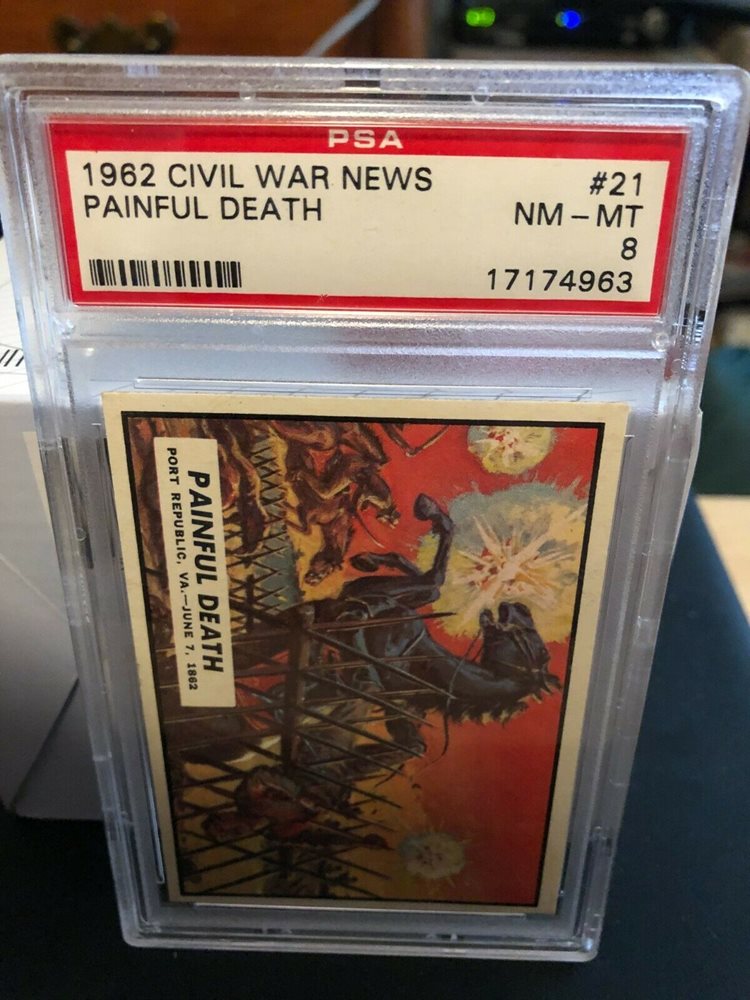 PSA
1962 CIVIL WAR NEWS #21
PAINFUL DEATH NM - MT
8
17174963
PAINFUL DEATH
PORT REPUBLIC, VA.—JUNE 7, 1862